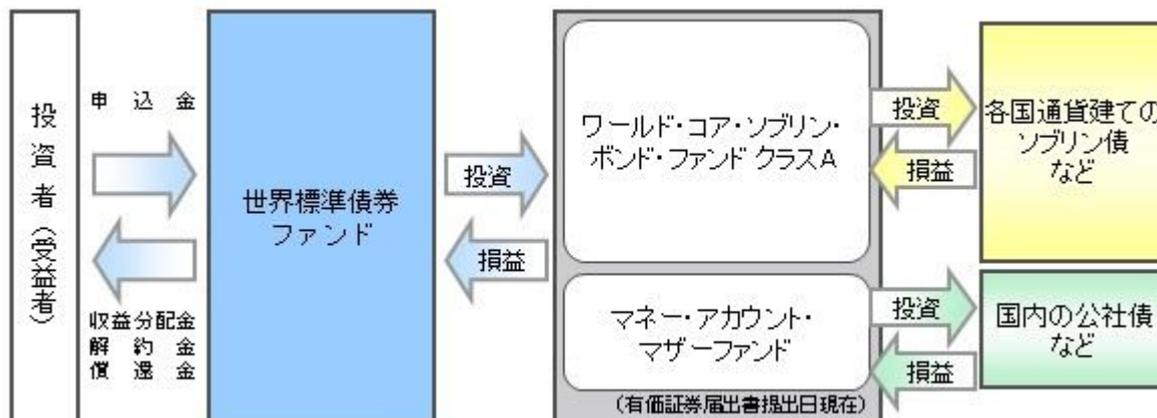 投資者(受益者)
申込金
収益分配金
解約金
償還金
世界標準債券
ファンド
投資
損益
ワールド・コア・ソブリン・
ボンド・ファンド クラスA
マネー・アカウント・
マザーファンド
(有価証券届出書提出日現在)
投資
損益
各国通貨建ての
ソブリン債
など
投資
損益
国内の公社債
など